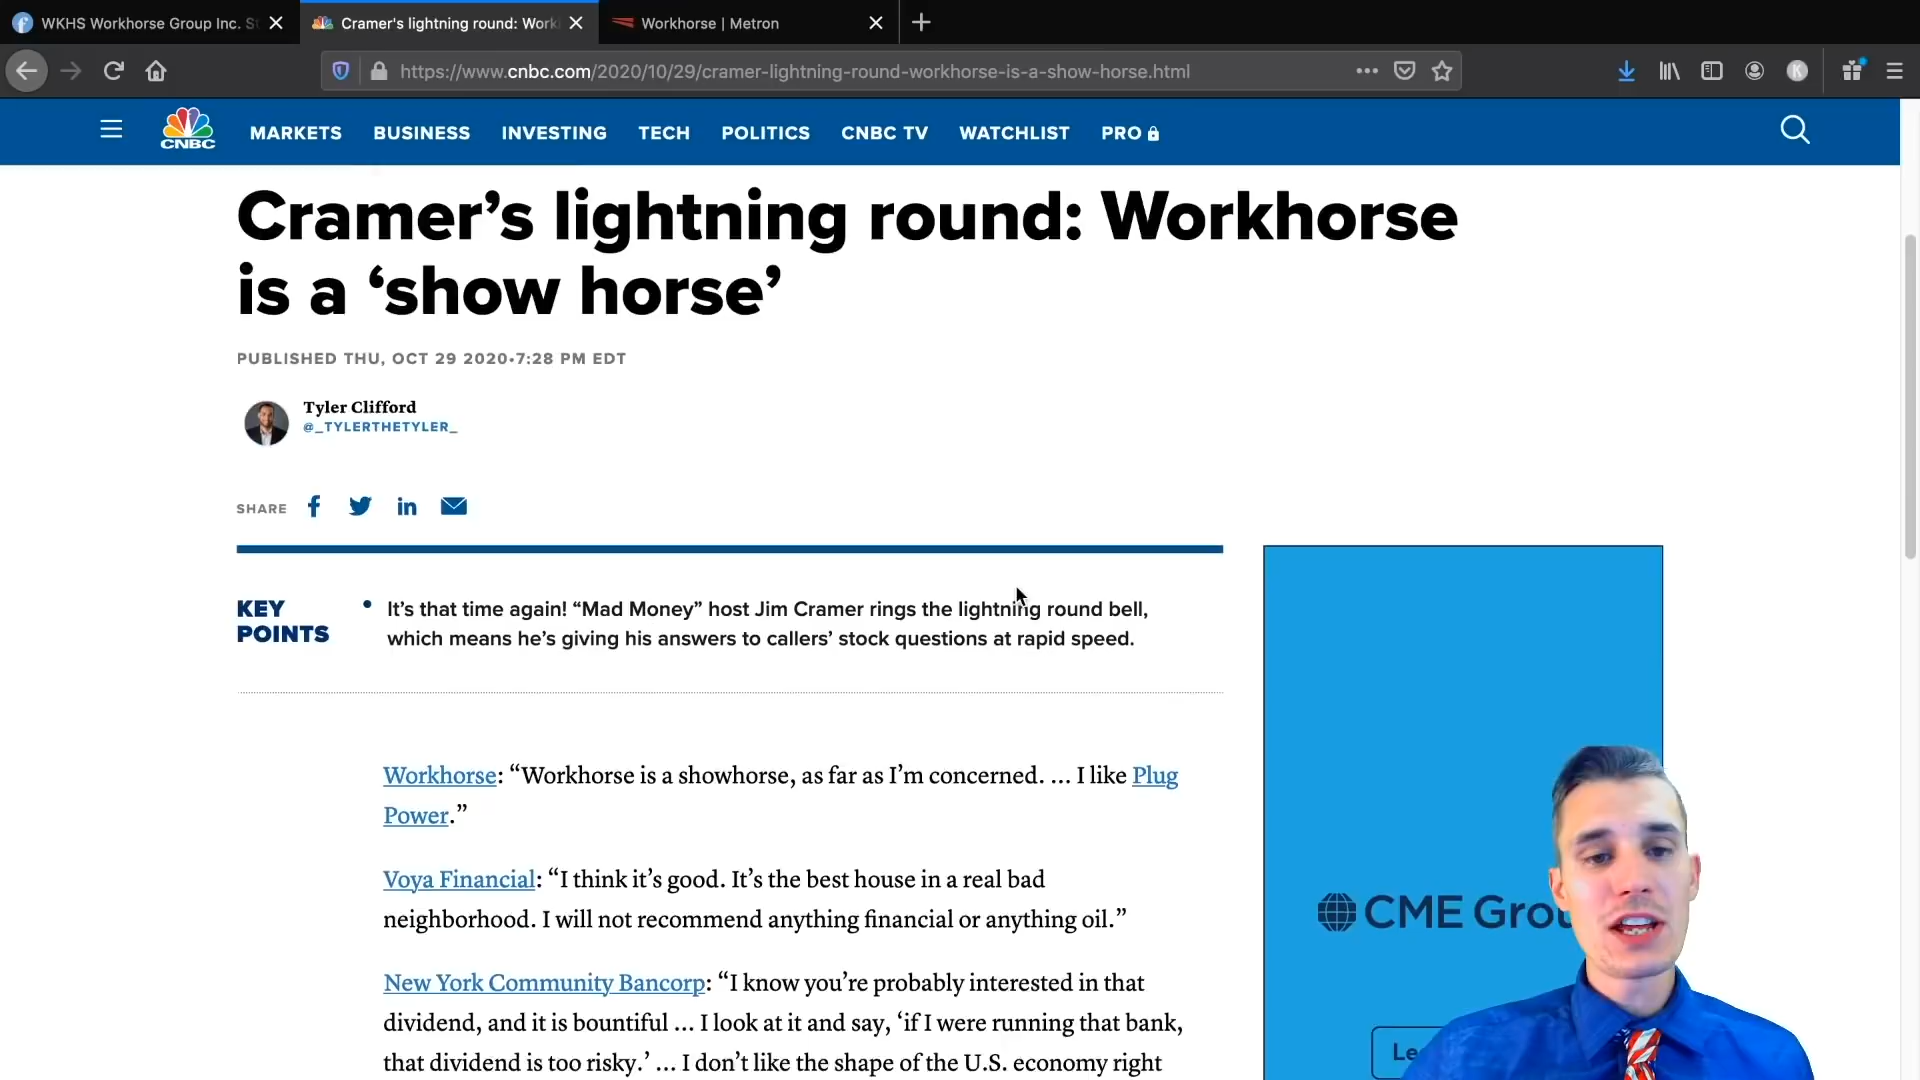 WKHS Workhorse Group Inc. S
Cramer's lightning round: Work
Workhorse | Metron
https://www.cnbc.com/2020/10/29/cramer-lightning-round-workhorse-is-a-show-horse.html
K
CNBC
MARKETS BUSINESS INVESTING TECH POLITICS CNBC TV WATCHLIST PRO
Cramer’s lightning round: Workhorse
is a ‘show horse’
PUBLISHED THU, OCT 29 2020•7:28 PM EDT
Tyler Clifford
@_TYLERTHETYLER_
SHARE
KEY
POINTS
• It’s that time again! “Mad Money” host Jim Cramer rings the lightning round bell,
which means he’s giving his answers to callers’ stock questions at rapid speed.
Workhorse: “Workhorse is a showhorse, as far as I’m concerned. … I like Plug
Power.”
Voya Financial: “I think it’s good. It’s the best house in a real bad
neighborhood. I will not recommend anything financial or anything oil.”
New York Community Bancorp: “I know you’re probably interested in that
dividend, and it is bountiful … I look at it and say, ‘if I were running that bank,
that dividend is too risky.’ … I don’t like the shape of the U.S. economy right
CME Grou
Le